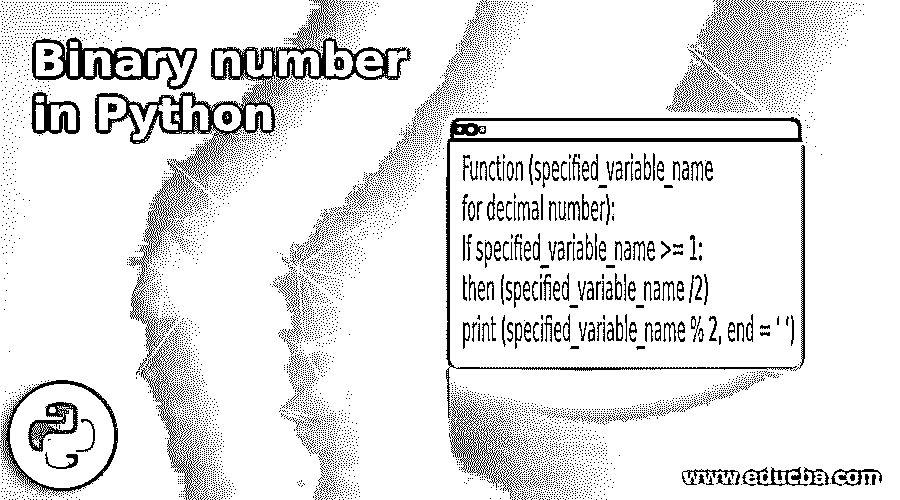 Binary number
in Python
Function (specified_variable_name
for decimal number):
If specified_variable_name >= 1:
then (specified_variable_name /2)
print (specified_variable_name % 2, end = ‘ ‘)
www.educba.com